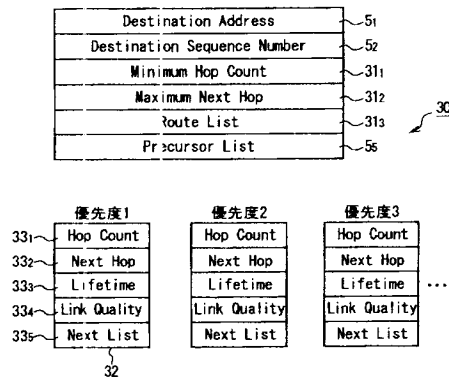 Destination Address 5₁
Destination Sequence Number 5₂
Minimum Hop Count 31₁
Maximum Next Hop 31₂
Route List 31₃
Precursor List 5₅
30
優先度1 優先度2 優先度3
33₁ Hop Count Hop Count Hop Count
33₂ Next Hop Next Hop Next Hop
33₃ Lifetime Lifetime Lifetime ...
33₄ Link Quality Link Quality Link Quality
33₅ Next List Next List Next List
32